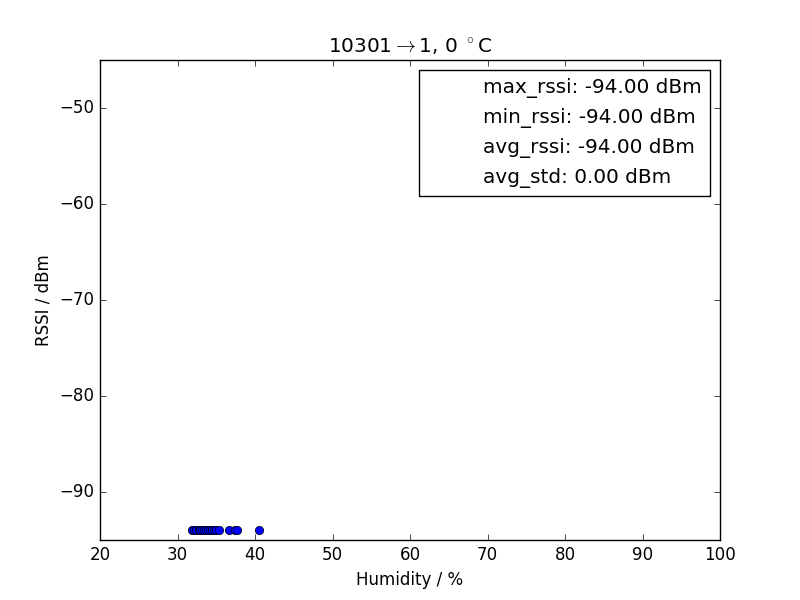 10301→1, 0 °C
max_rssi: -94.00 dBm
min_rssi: -94.00 dBm
avg_rssi: -94.00 dBm
avg_std: 0.00 dBm
−50
−60
−70
−80
−90
RSSI / dBm
20 30 40 50 60 70 80 90 100
Humidity / %